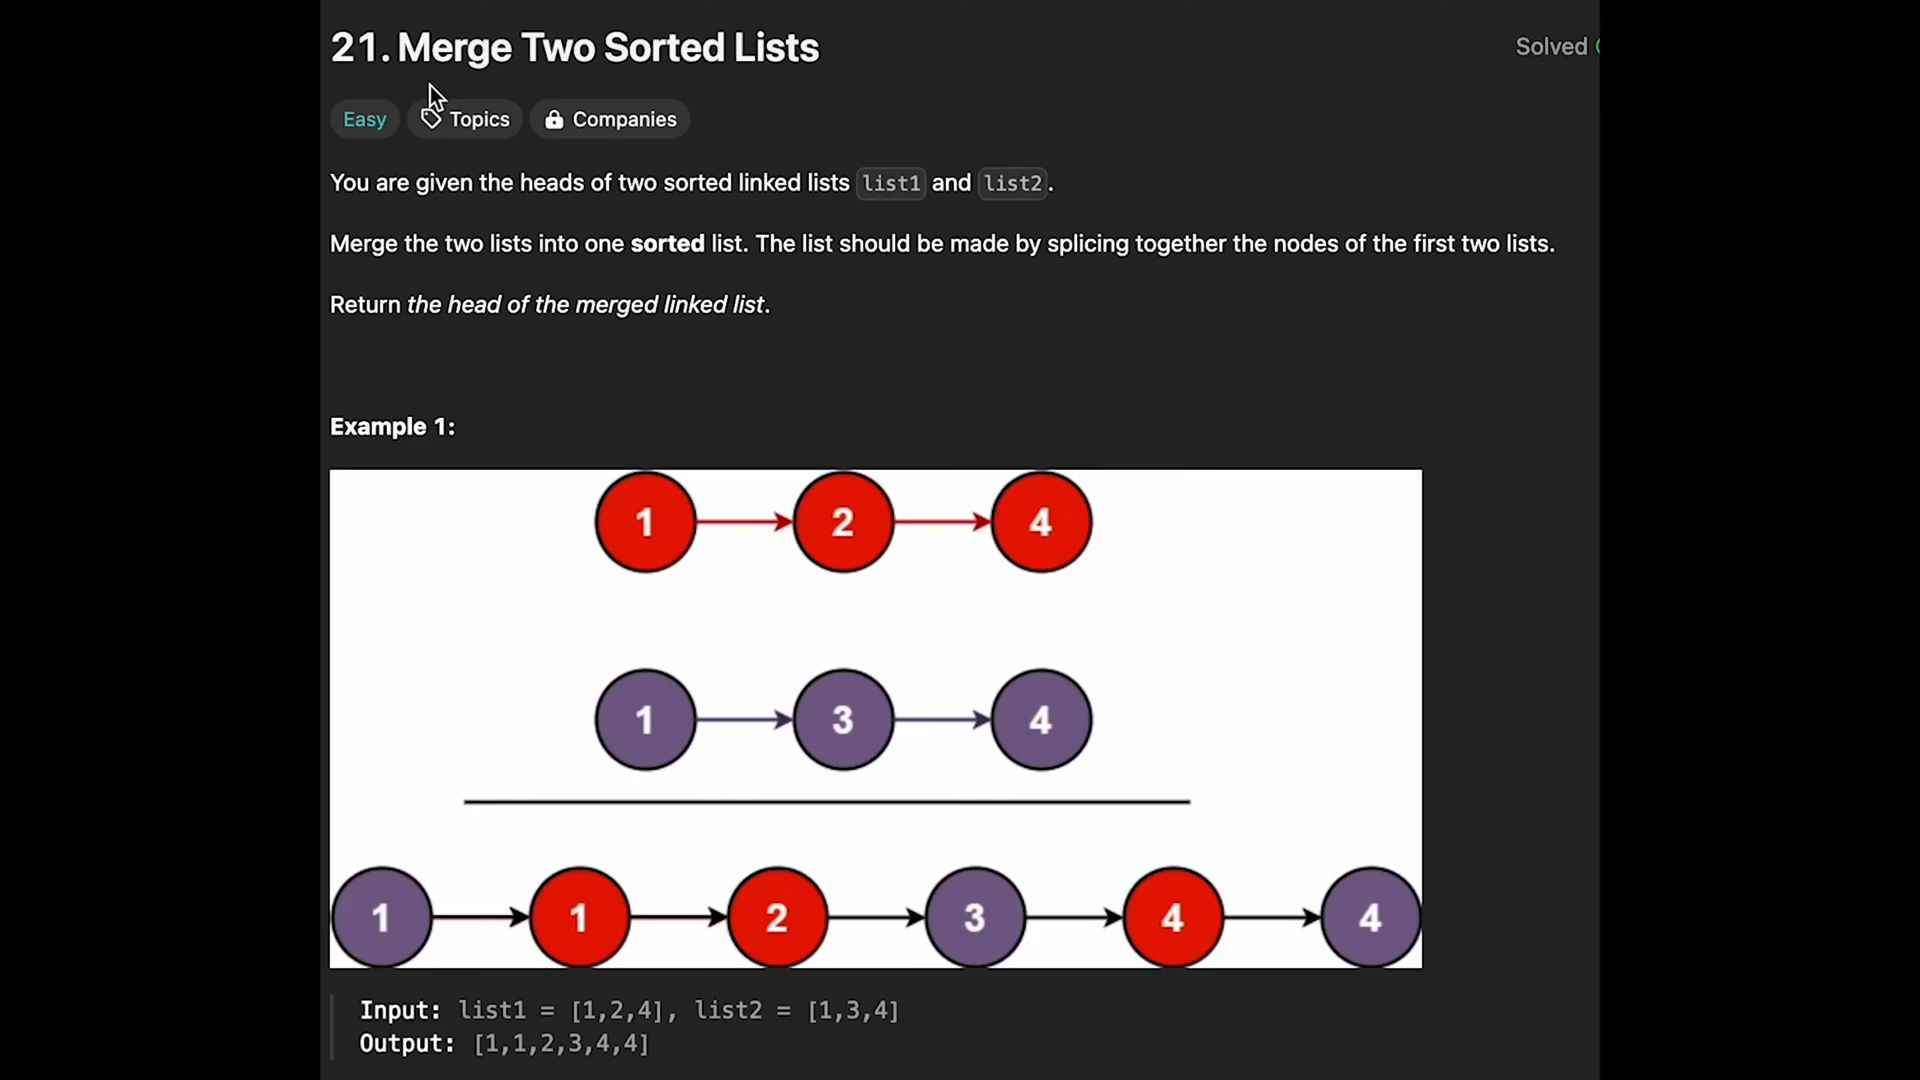 21. Merge Two Sorted Lists
Solved
Easy Topics Companies
You are given the heads of two sorted linked lists list1 and list2.
Merge the two lists into one sorted list. The list should be made by splicing together the nodes of the first two lists.
Return the head of the merged linked list.
Example 1:
1 2 4
1 3 4
1 1 2 3 4 4
Input: list1 = [1,2,4], list2 = [1,3,4]
Output: [1,1,2,3,4,4]